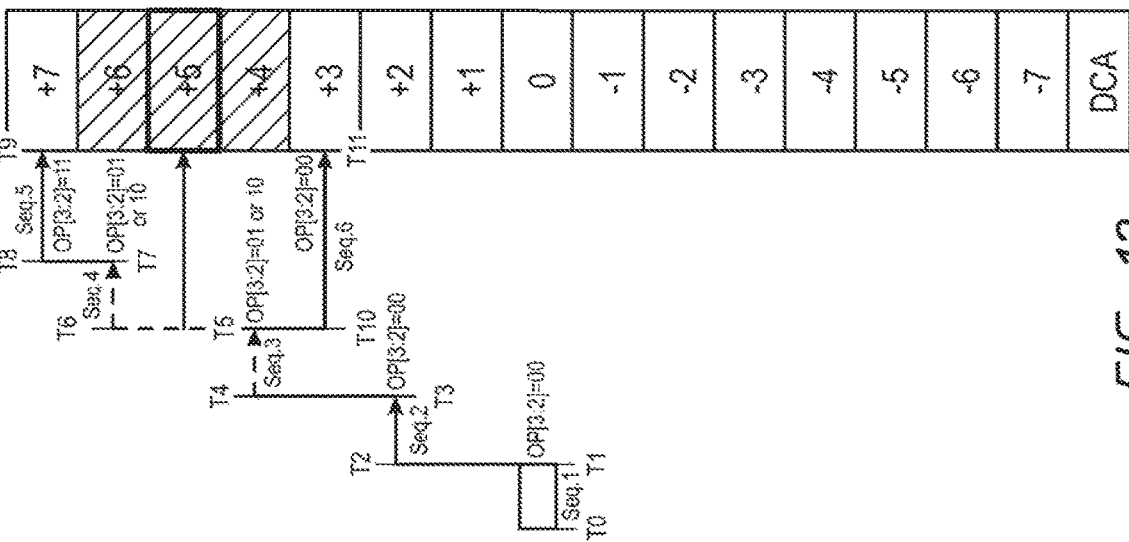 T9
+7
+6
+5
+4
+3
+2
+1
0
-1
-2
-3
-4
-5
-6
-7
DCA
T8
Seq.5
OP[3:2]=11
T6
Seq.4
OP[3:2]=01
or 10
T7
T5
OP[3:2]=01 or 10
T4
Seq.3
OP[3:2]=00
T11
T10
Seq.6
T2
Seq.2
OP[3:2]=00
T3
OP[3:2]=00
T0
Seq.1
T1